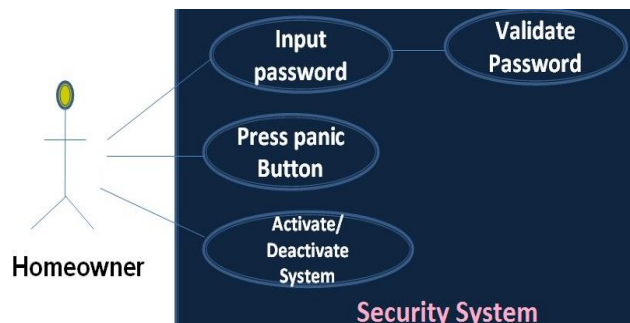 Input
password
Validate
Password
Press panic
Button
Activate/
Deactivate
System
Homeowner
Security System